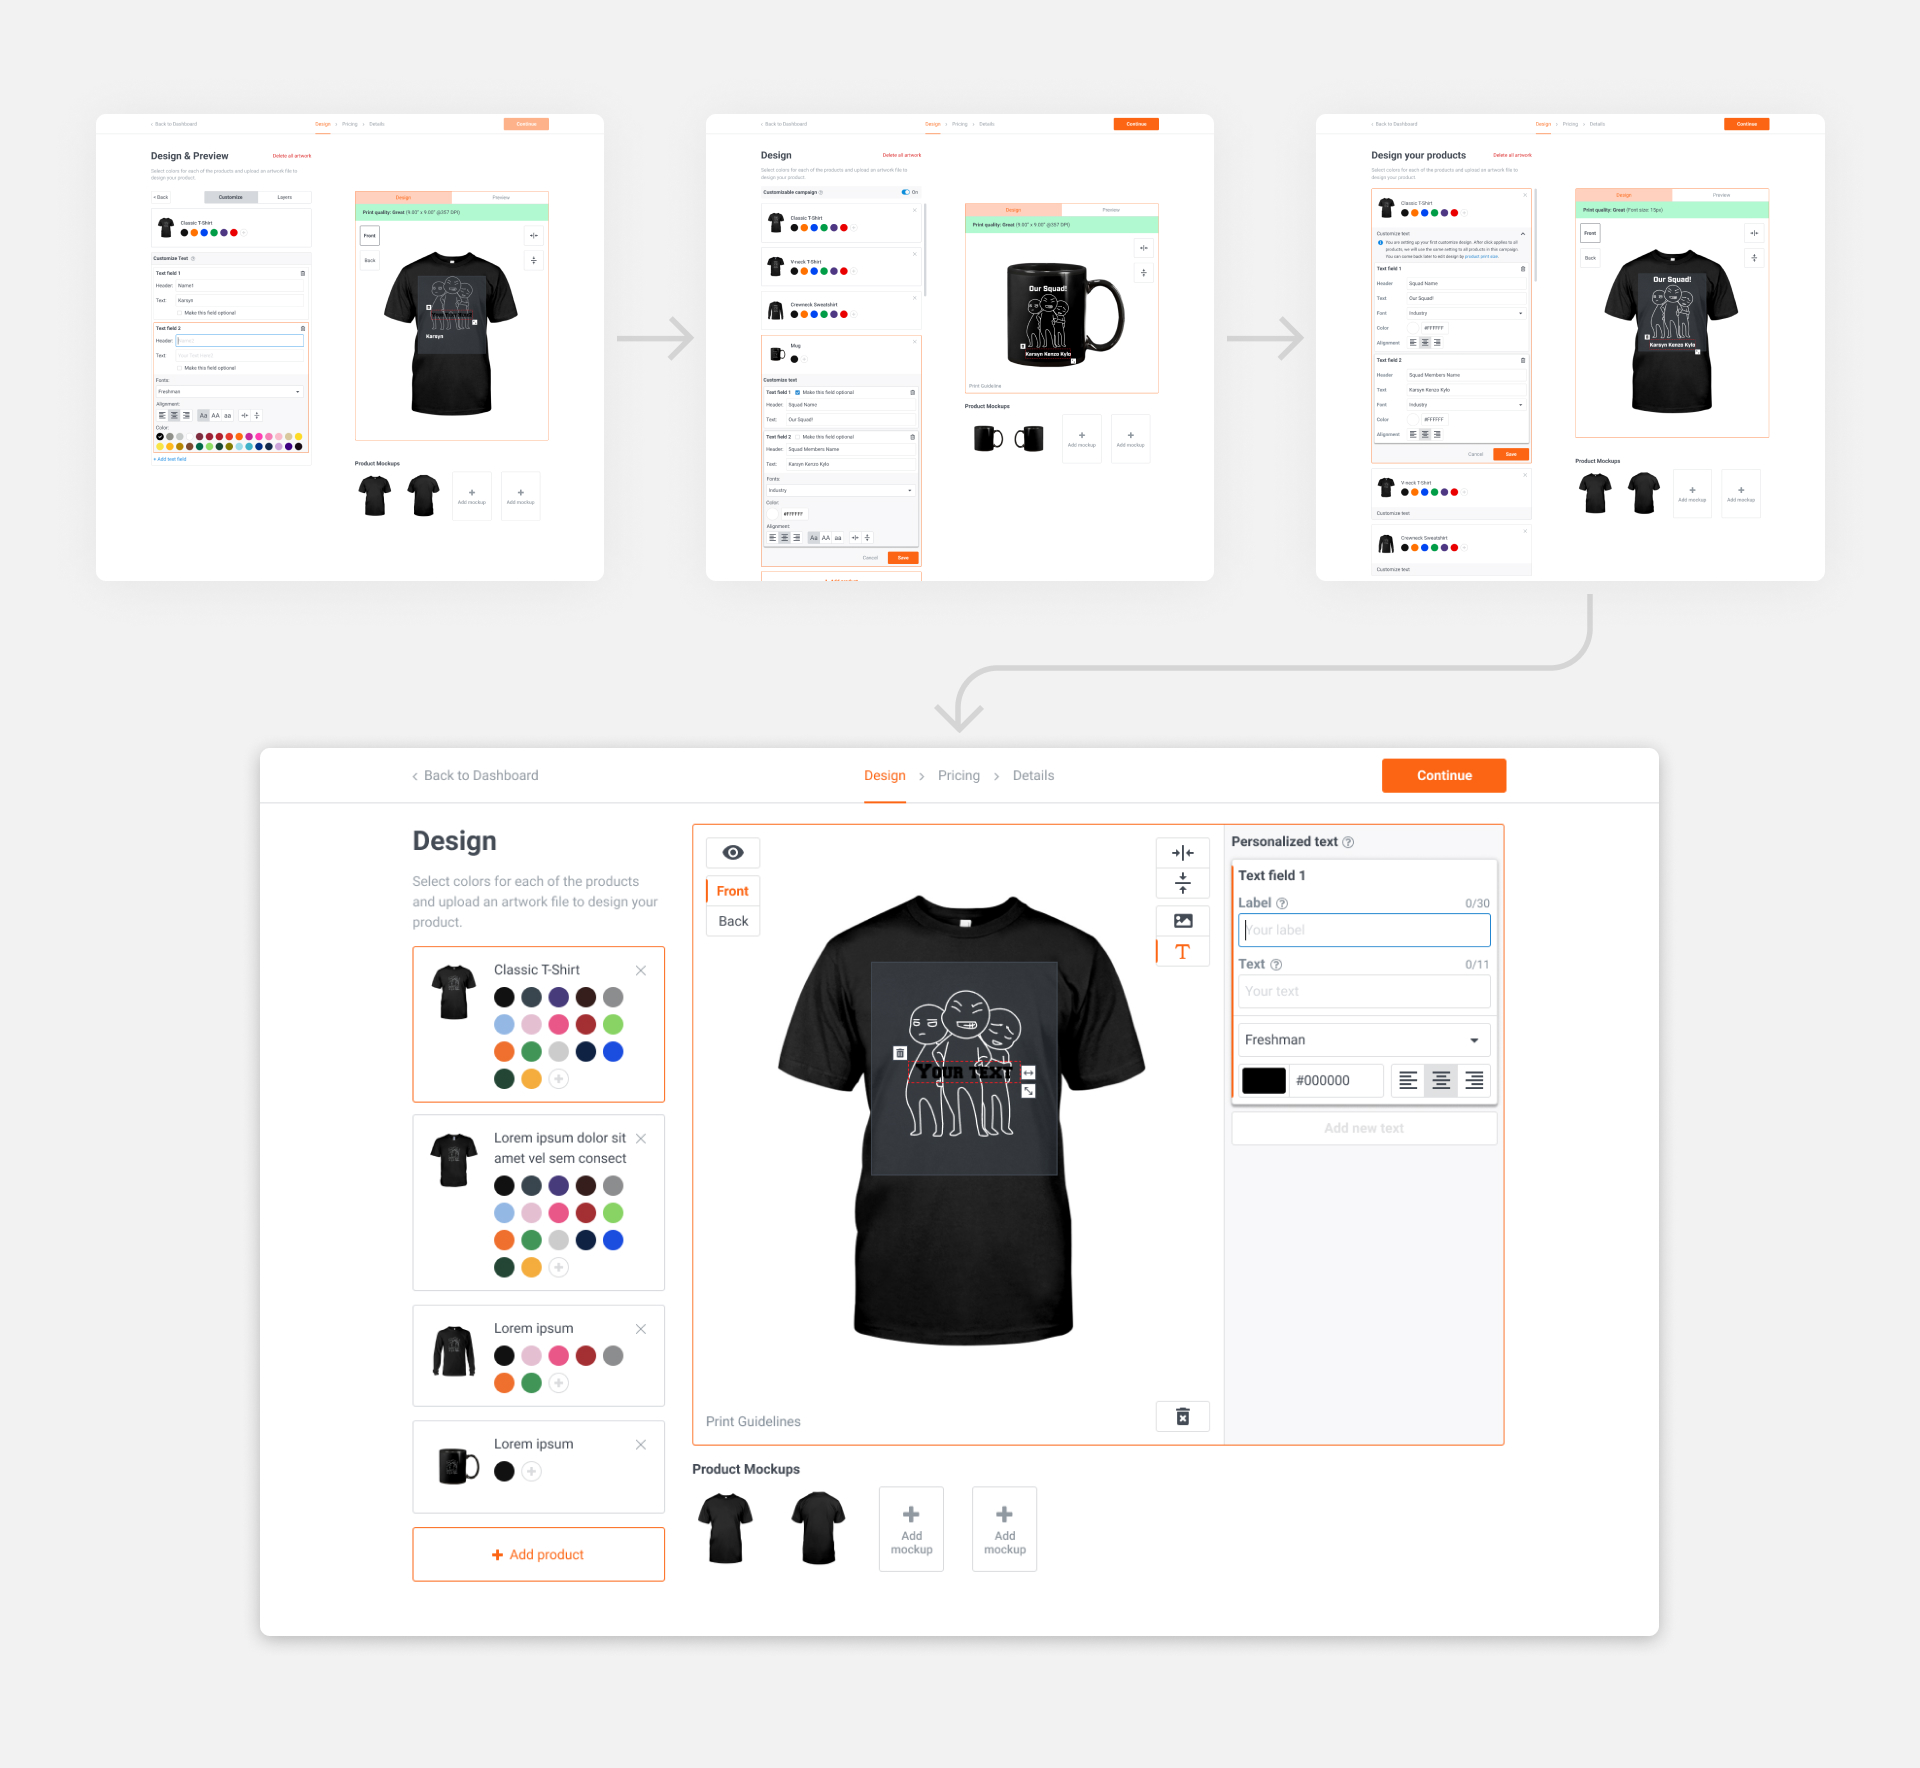 Back to Dashboard
Design
Pricing
Details
Continue
Design & Preview
Delete all artwork
Select colors for each of the products and upload an artwork file to
design your product.
< Back
Customize
Layers
Classic T-Shirt
Customize Text
Text field 1
Header: Name1
Text: Karsyn
Make this field optional
Text field 2
Header: Name2
Text: Your text here2
Make this field optional
Fonts:
Freshman
Alignment:
Aa AA aa
Color:
+ Add text field
Design
Preview
Print quality: Great (9.00" x 9.00" @357 DPI)
Front
Back
Karsyn
Product Mockups
Add mockup
Add mockup
Back to Dashboard
Design
Pricing
Details
Continue
Design
Delete all artwork
Select colors for each of the products and upload an artwork file to
design your product.
Customizable campaign
On
Classic T-Shirt
V-neck T-Shirt
Crewneck Sweatshirt
Mug
Customize text
Text field 1 Make this field optional
Header: Squad Name
Text: Our Squad!
Text field 2 Make this field optional
Header: Squad Members Name
Text: Karsyn Kenzo Kylo
Fonts:
Industry
Color:
#FFFFFF
Alignment:
Aa AA aa
Cancel
Save
Design
Preview
Print quality: Great (9.00" x 9.00" @357 DPI)
Our Squad!
Karsyn Kenzo Kylo
Print Guideline
Product Mockups
Add mockup
Add mockup
Back to Dashboard
Design
Pricing
Details
Continue
Design your products
Delete all artwork
Select colors for each of the products and upload an artwork file to
design your product.
Classic T-Shirt
Customize text
You are setting up your first customize design. After click applies to all
products, we will use the same setting to all products in this campaign.
You can come back later to edit design by product print size.
Text field 1
Header Squad Name
Text Our Squad!
Font Industry
Color #FFFFFF
Alignment
Text field 2
Header Squad Members Name
Text Karsyn Kenzo Kylo
Font Industry
Color #FFFFFF
Alignment
Cancel
Save
V-neck T-Shirt
Customize text
Crewneck Sweatshirt
Customize text
Design
Preview
Print quality: Great (Font size: 15px)
Front
Back
Our Squad!
Karsyn Kenzo Kylo
Product Mockups
Add mockup
Add mockup
Back to Dashboard
Design
Pricing
Details
Continue
Design
Select colors for each of the products
and upload an artwork file to design your
product.
Classic T-Shirt
Lorem ipsum dolor sit
amet vel sem consect
Lorem ipsum
Lorem ipsum
Add product
Front
Back
YOUR TEXT
Print Guidelines
Personalized text
Text field 1
Label 0/30
Your label
Text 0/11
Your text
Freshman
#000000
Add new text
Product Mockups
Add
mockup
Add
mockup